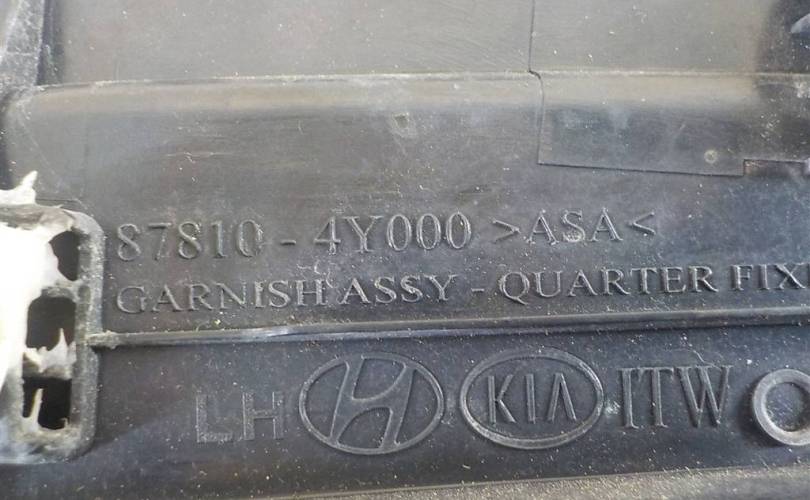 87810 - 4Y000 >ASA<
GARNISH ASSY - QUARTER FIX
LH H KIA ITW